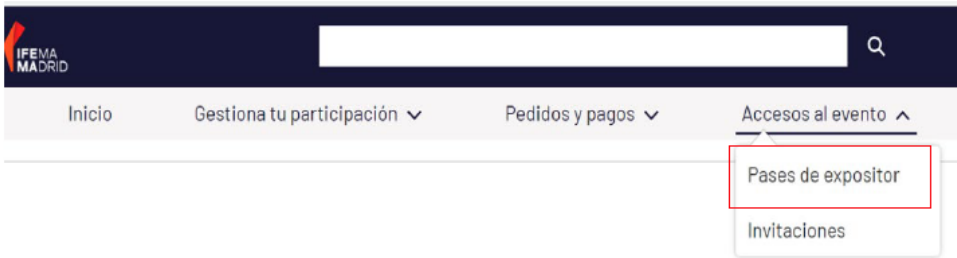 IFEMA
MADRID
Inicio Gestiona tu participación Pedidos y pagos Accesos al evento
Pases de expositor
Invitaciones